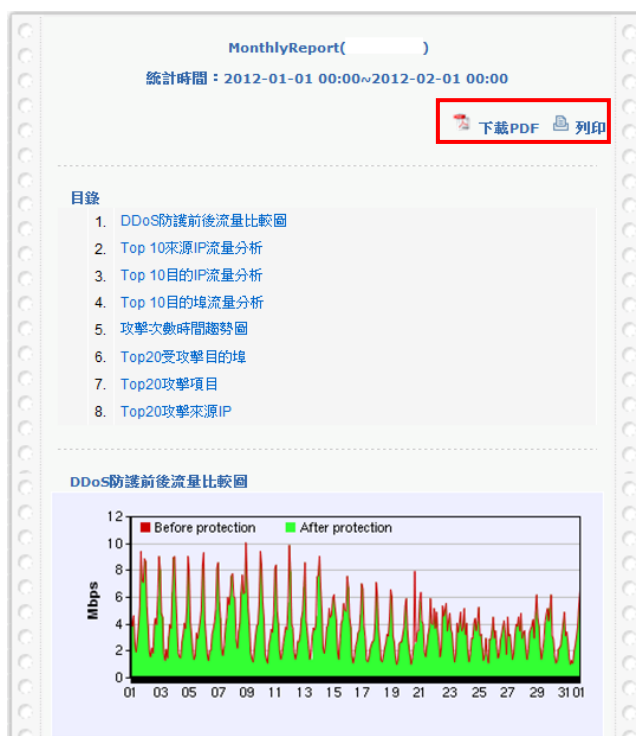 MonthlyReport( )
統計時間：2012-01-01 00:00~2012-02-01 00:00
下載PDF 列印
目錄
1. DDoS防護前後流量比較圖
2. Top 10來源IP流量分析
3. Top 10目的IP流量分析
4. Top 10目的埠流量分析
5. 攻擊次數時間趨勢圖
6. Top20受攻擊目的埠
7. Top20攻擊項目
8. Top20攻擊來源IP
DDoS防護前後流量比較圖
Before protection After protection
12
10
8
6
4
2
0
Mbps
01 03 05 07 09 11 13 15 17 19 21 23 25 27 29 31 01